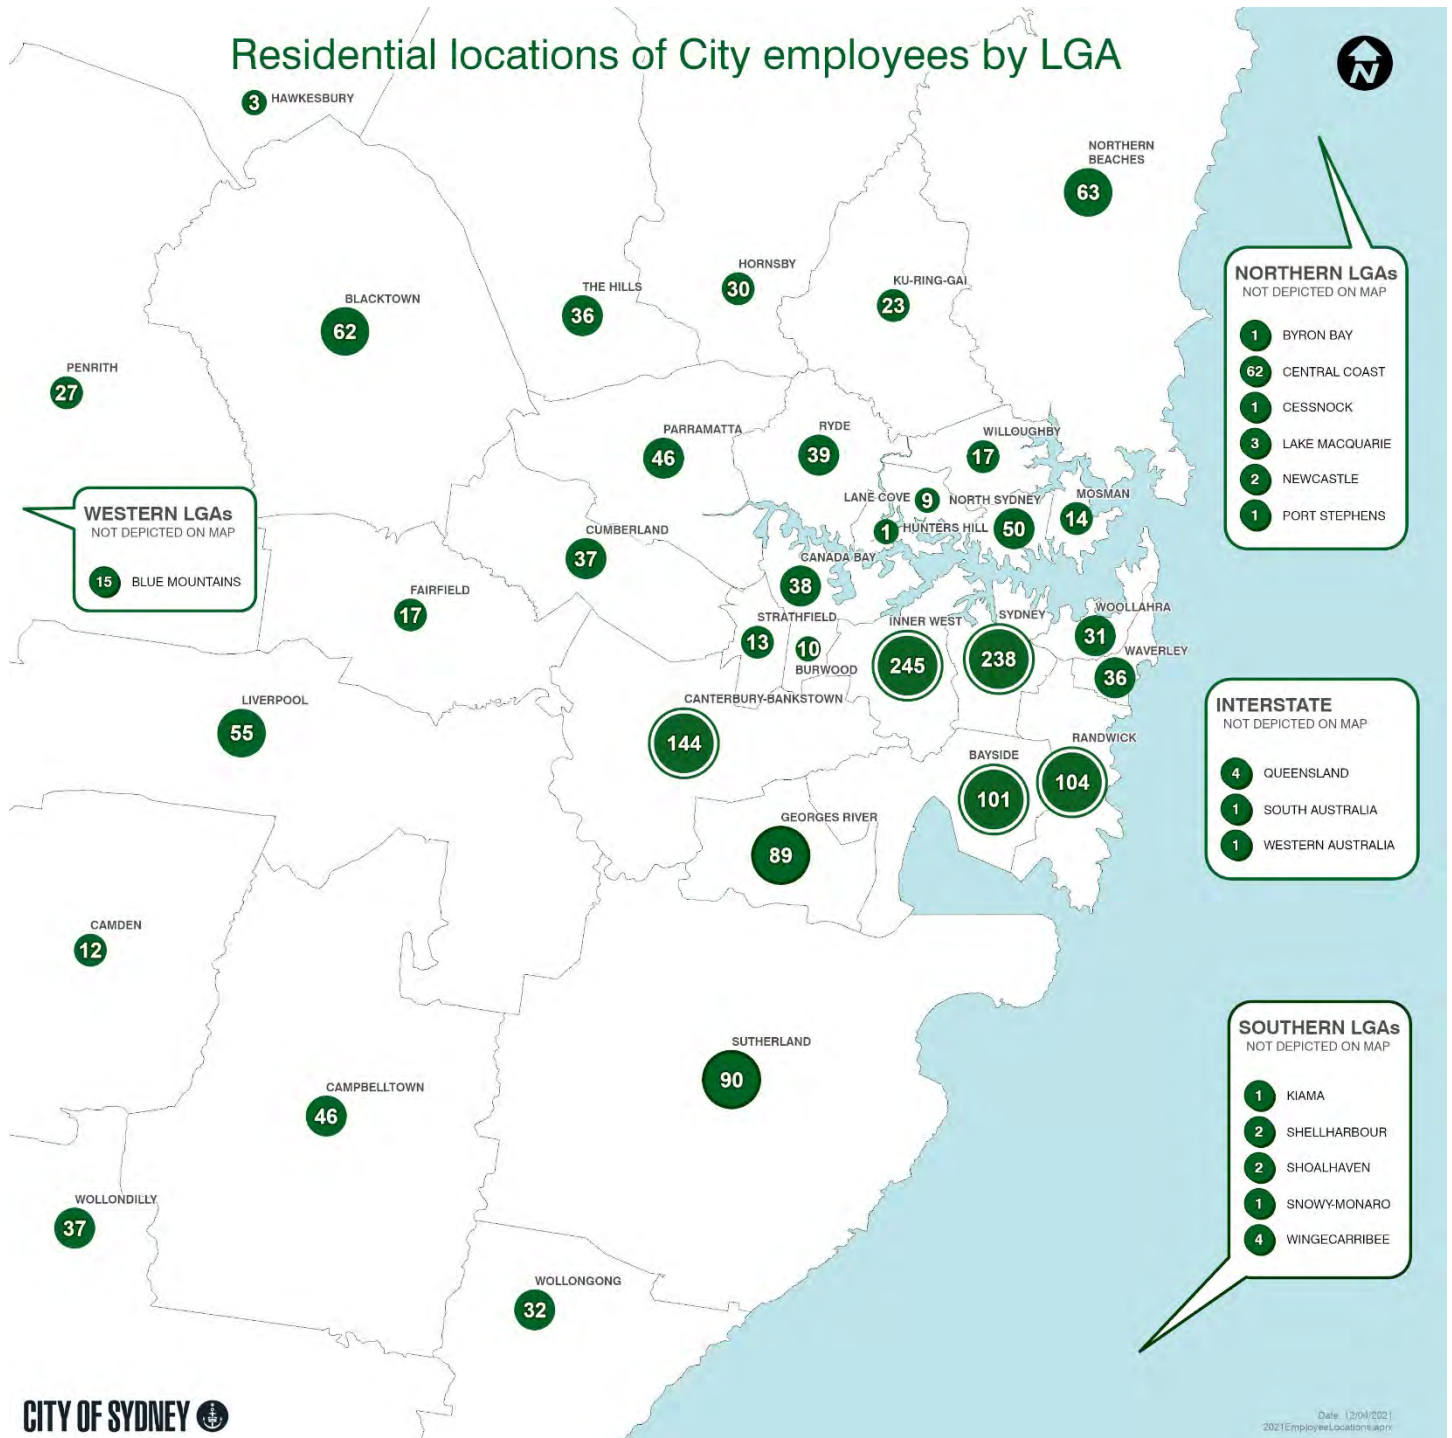 Residential locations of City employees by LGA
N
3 HAWKESBURY
NORTHERN
BEACHES
63
HORNSBY
30
KU-RING-GAI
23
THE HILLS
36
BLACKTOWN
62
PENRITH
27
PARRAMATTA
46
RYDE
39
WILLOUGHBY
17
LANE COVE 9
NORTH SYDNEY
50
MOSMAN
14
1 HUNTERS HILL
CUMBERLAND
37
CANADA BAY
38
FAIRFIELD
17
STRATHFIELD
13
10
BURWOOD
INNER WEST
245
SYDNEY
238
WOOLLAHRA
31
WAVERLEY
36
LIVERPOOL
55
CANTERBURY-BANKSTOWN
144
BAYSIDE
101
RANDWICK
104
GEORGES RIVER
89
CAMDEN
12
SUTHERLAND
90
CAMPBELLTOWN
46
WOLLONDILLY
37
WOLLONGONG
32
WESTERN LGAs
NOT DEPICTED ON MAP
15 BLUE MOUNTAINS
NORTHERN LGAs
NOT DEPICTED ON MAP
1 BYRON BAY
62 CENTRAL COAST
1 CESSNOCK
3 LAKE MACQUARIE
2 NEWCASTLE
1 PORT STEPHENS
INTERSTATE
NOT DEPICTED ON MAP
4 QUEENSLAND
1 SOUTH AUSTRALIA
1 WESTERN AUSTRALIA
SOUTHERN LGAs
NOT DEPICTED ON MAP
1 KIAMA
2 SHELLHARBOUR
2 SHOALHAVEN
1 SNOWY-MONARO
4 WINGECARRIBEE
CITY OF SYDNEY
Date: 12/04/2021
2021EmployeeLocations.aprx